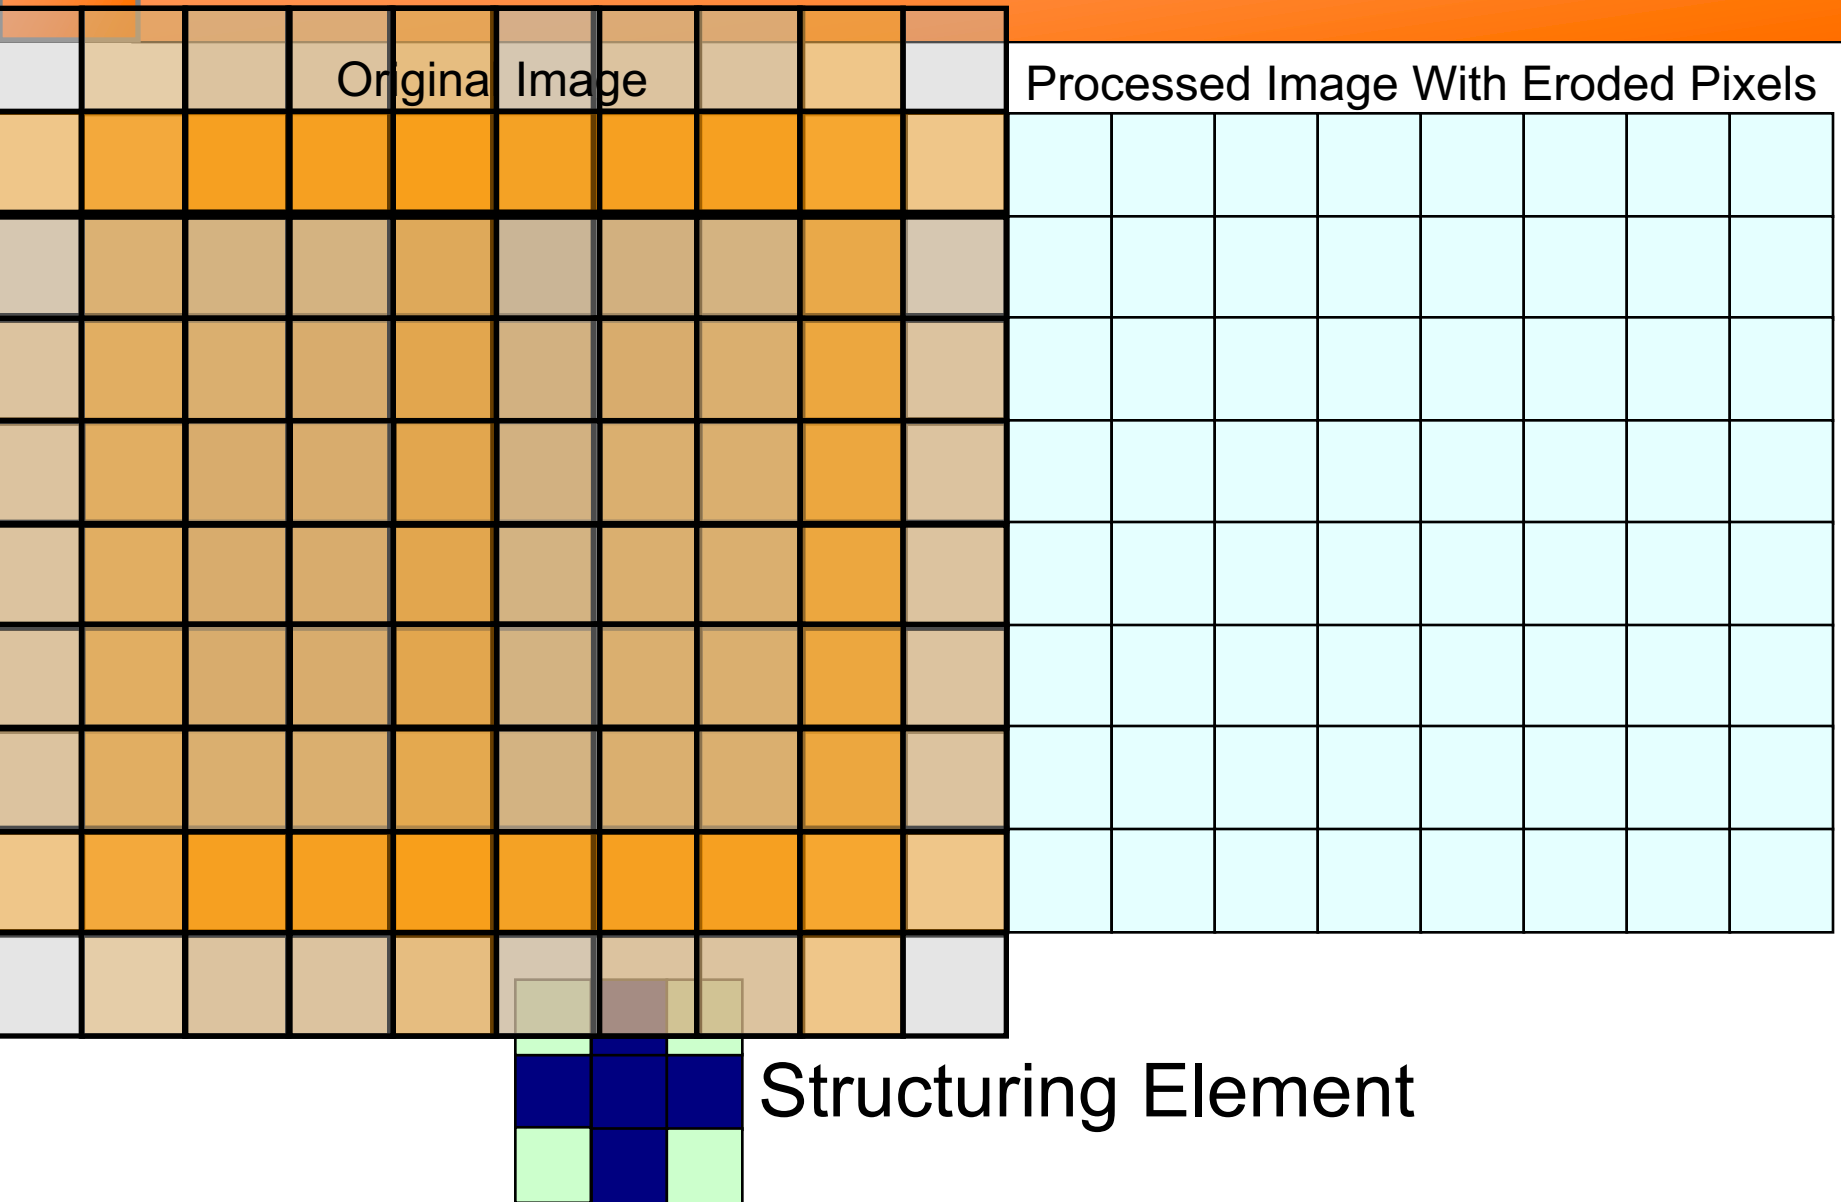 Original Image
Processed Image With Eroded Pixels
Structuring Element